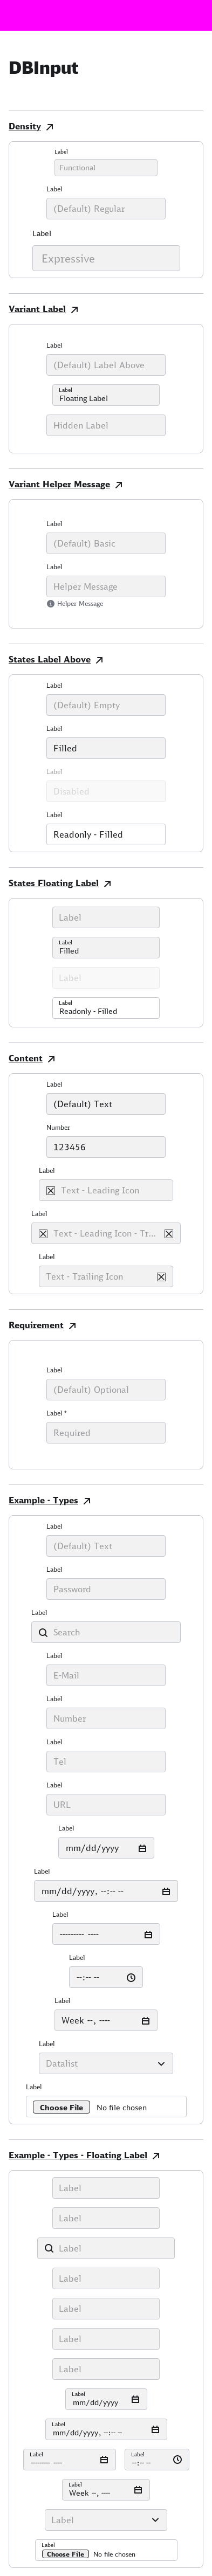 DBInput
Density
Label
Functional
Label
(Default) Regular
Label
Expressive
Variant Label
Label
(Default) Label Above
Label
Floating Label
Hidden Label
Variant Helper Message
Label
(Default) Basic
Label
Helper Message
Helper Message
States Label Above
Label
(Default) Empty
Label
Filled
Label
Disabled
Label
Readonly - Filled
States Floating Label
Label
Label
Filled
Label
Label
Readonly - Filled
Content
Label
(Default) Text
Number
123456
Label
Text - Leading Icon
Label
Text - Leading Icon - Tr...
Label
Text - Trailing Icon
Requirement
Label
(Default) Optional
Label *
Required
Example - Types
Label
(Default) Text
Label
Password
Label
Search
Label
E-Mail
Label
Number
Label
Tel
Label
URL
Label
mm/dd/yyyy
Label
mm/dd/yyyy, --:-- --
Label
--------- ----
Label
--:-- --
Label
Week --, ----
Label
Datalist
Label
Choose File No file chosen
Example - Types - Floating Label
Label
Label
Label
Label
Label
Label
Label
Label
mm/dd/yyyy
Label
mm/dd/yyyy, --:-- --
Label
--------- ----
Label
--:-- --
Label
Week --, ----
Label
Label
Choose File No file chosen